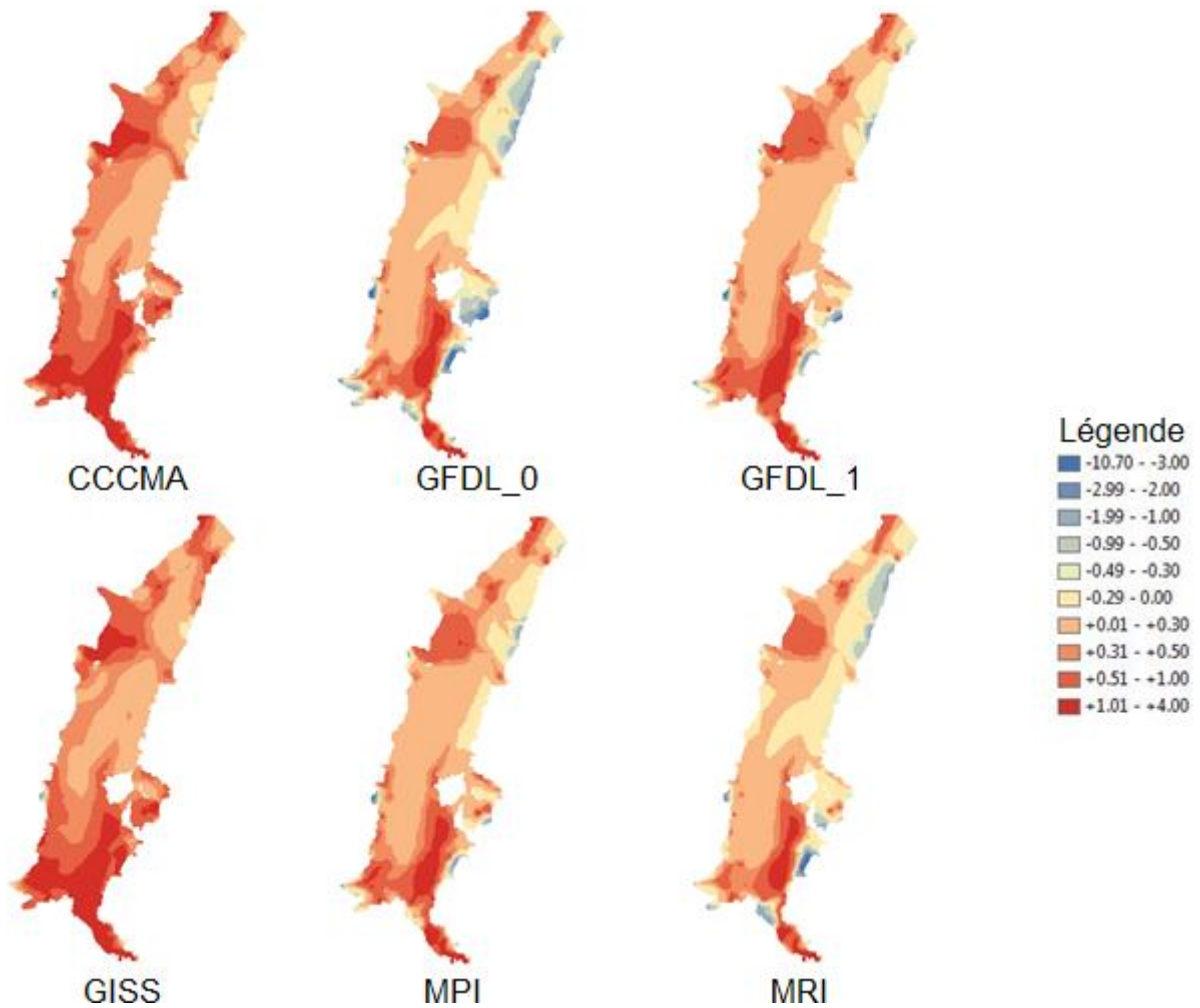 CCCMA
GFDL_0
GFDL_1
Légende
-10.70 - -3.00
-2.99 - -2.00
-1.99 - -1.00
-0.99 - -0.50
-0.49 - -0.30
-0.29 - 0.00
+0.01 - +0.30
+0.31 - +0.50
+0.51 - +1.00
+1.01 - +4.00
GISS
MPI
MRI